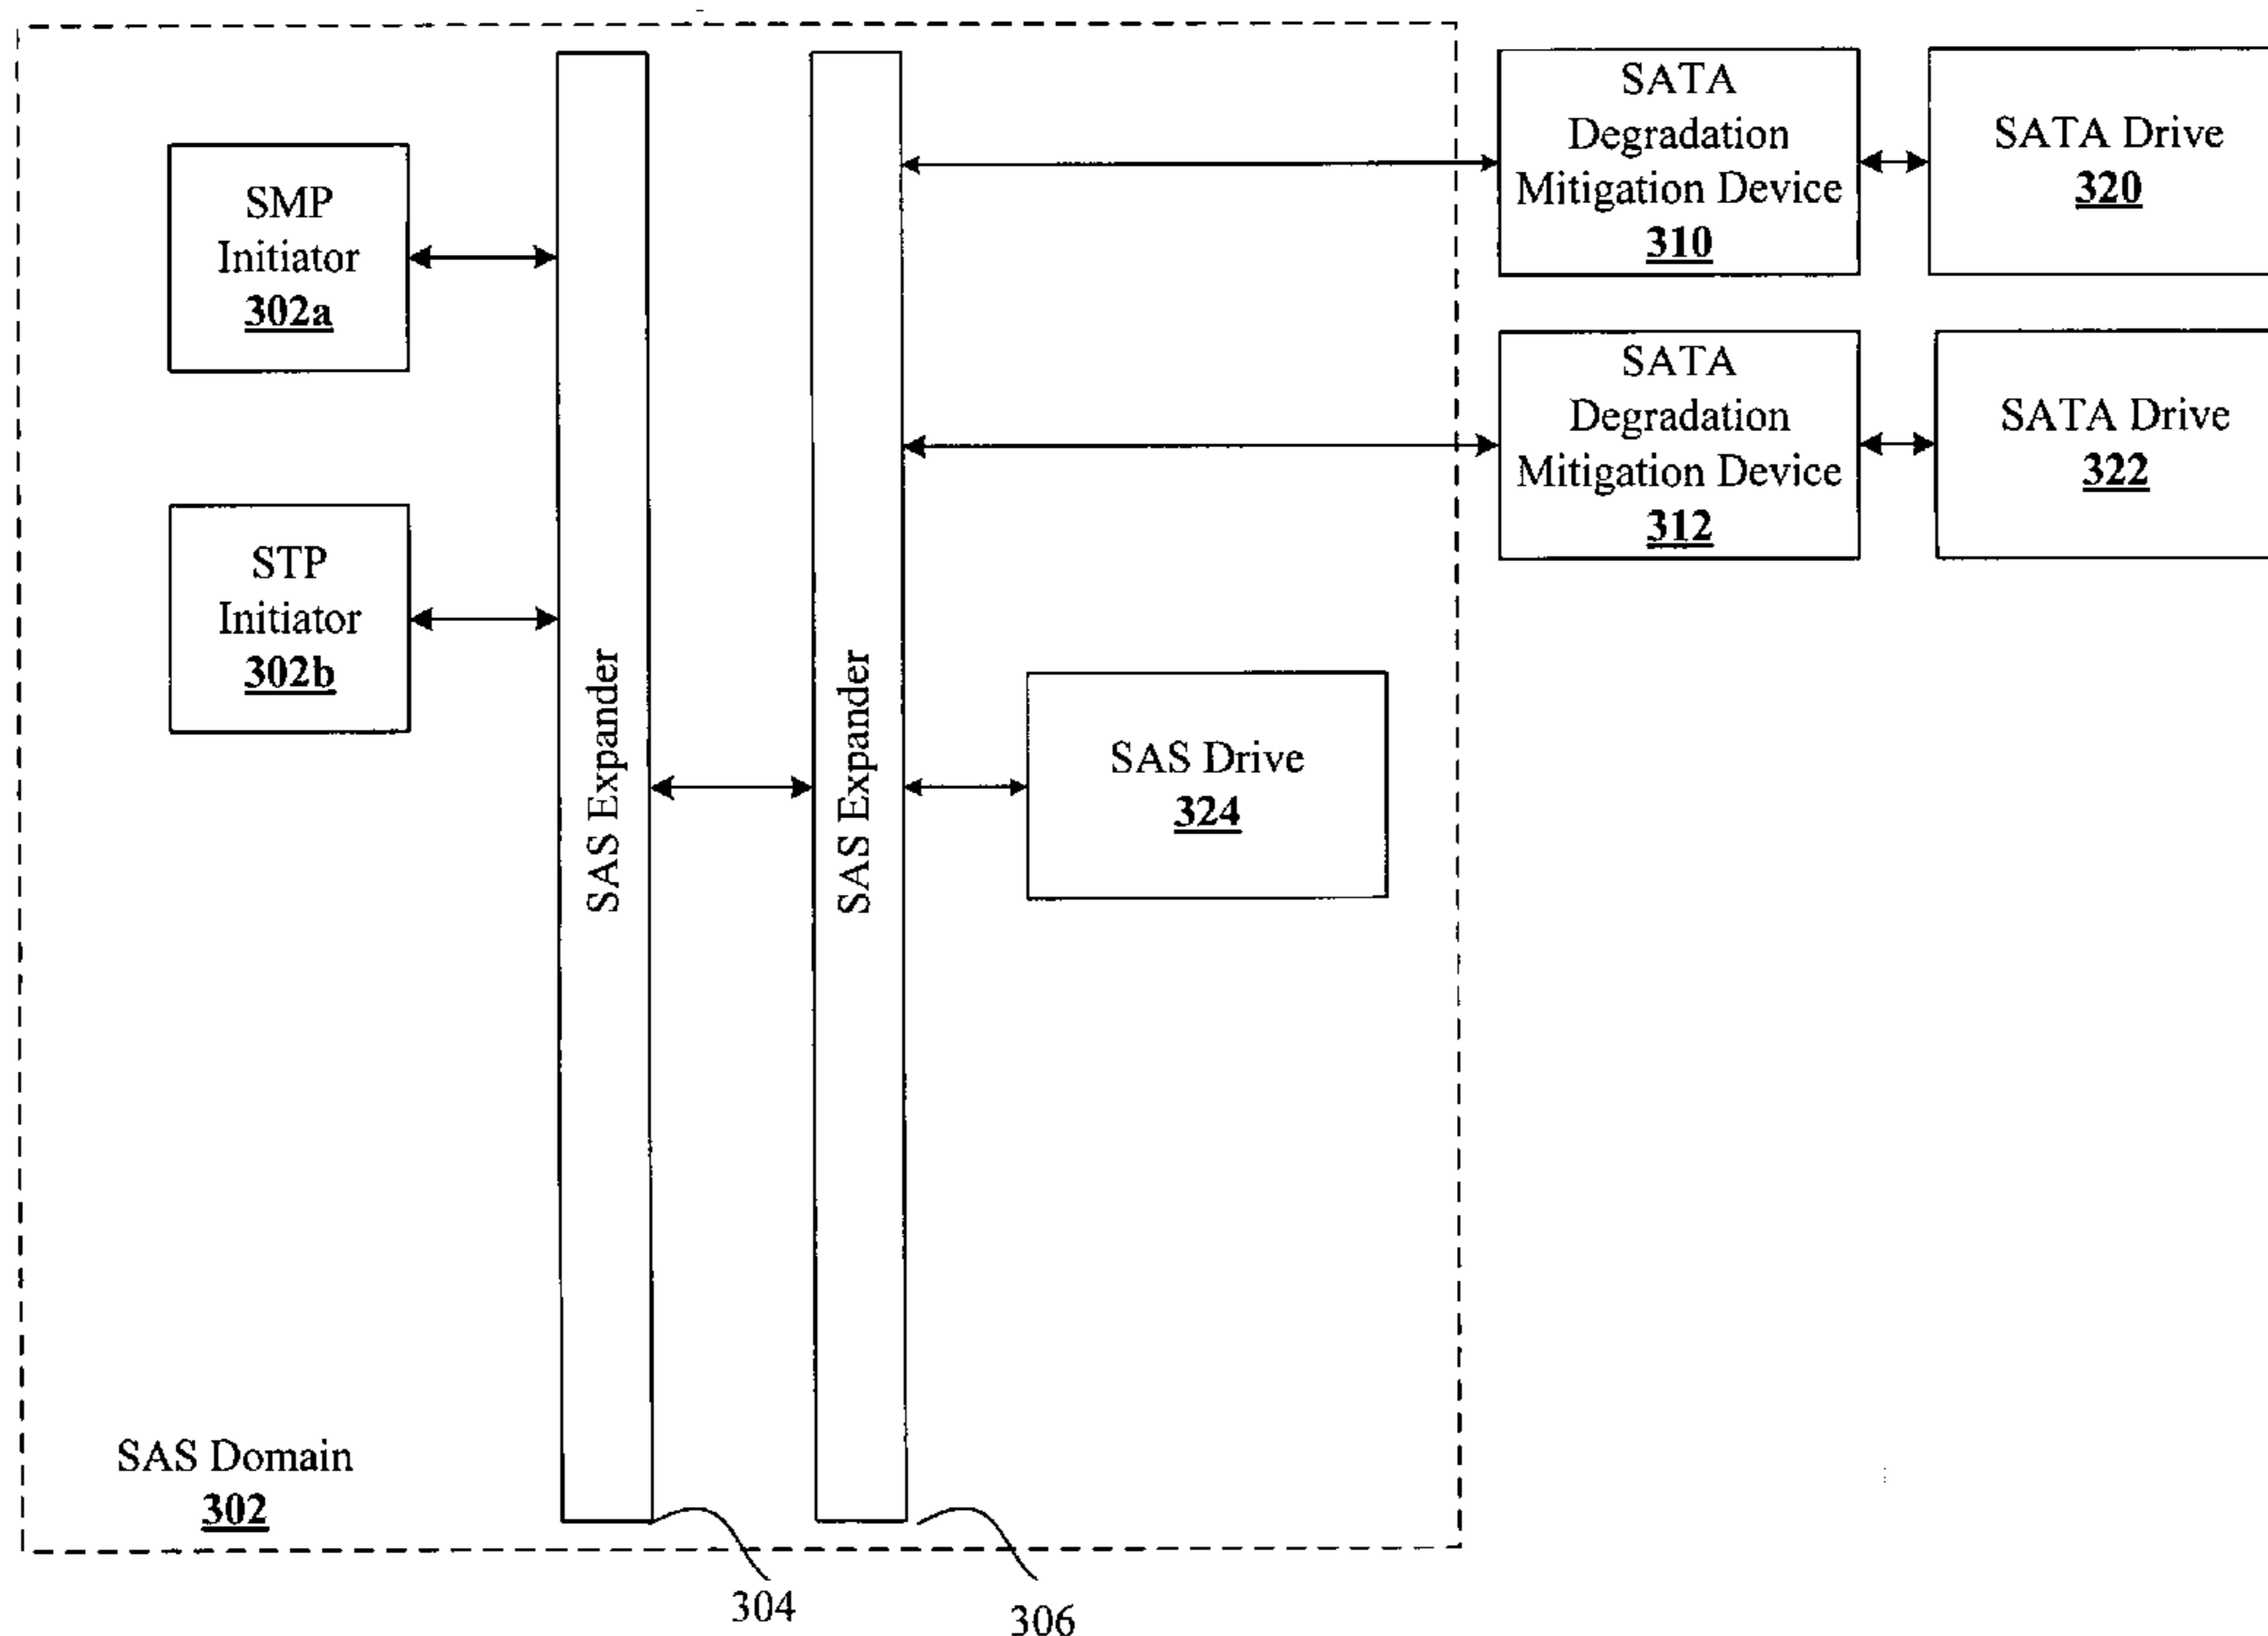 SMP
Initiator
302a
STP
Initiator
302b
SAS Expander
SAS Expander
SATA
Degradation
Mitigation Device
310
SATA Drive
320
SATA
Degradation
Mitigation Device
312
SATA Drive
322
SAS Drive
324
SAS Domain
302
304
306